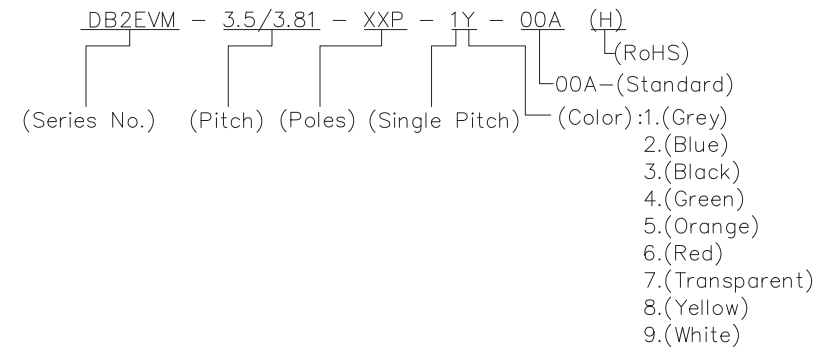 DB2EVM - 3.5/3.81 - XXP - 1Y - 00A (H)
(RoHS)
00A-(Standard)
(Series No.) (Pitch) (Poles) (Single Pitch) (Color):1.(Grey)
2.(Blue)
3.(Black)
4.(Green)
5.(Orange)
6.(Red)
7.(Transparent)
8.(Yellow)
9.(White)